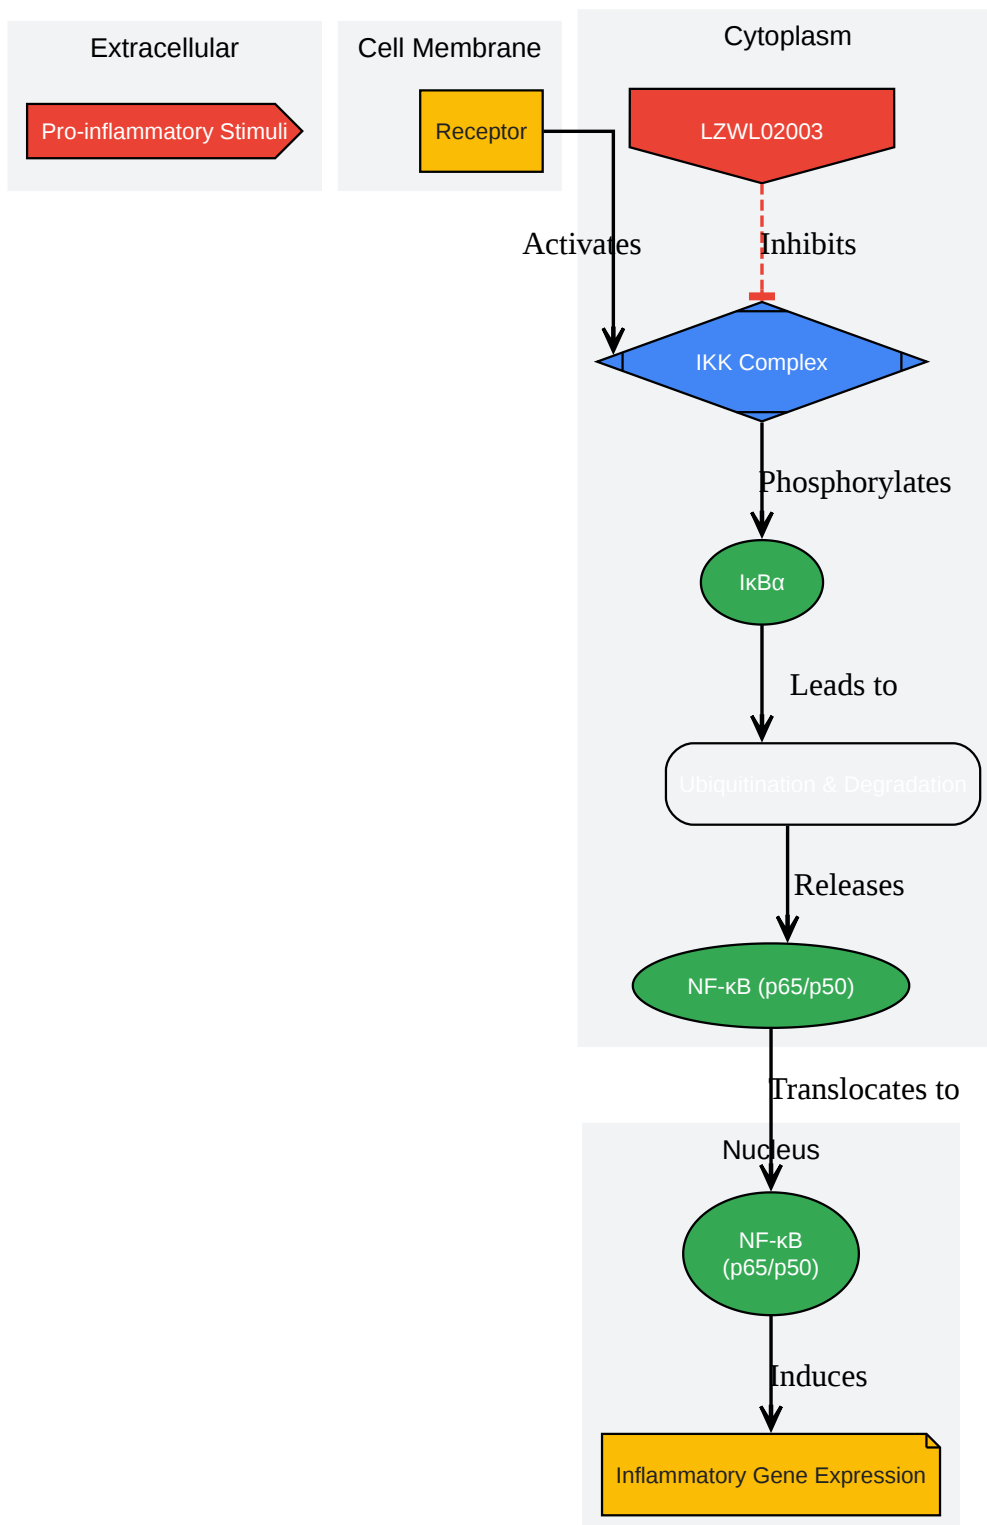 Extracellular
Cell Membrane
Cytoplasm
Pro-inflammatory Stimuli
Receptor
LZWL02003
Activates
Inhibits
IKK Complex
Phosphorylates
IκBα
Leads to
Ubiquitination & Degradation
Releases
NF-κB (p65/p50)
Translocates to
Nucleus
NF-κB
(p65/p50)
Induces
Inflammatory Gene Expression